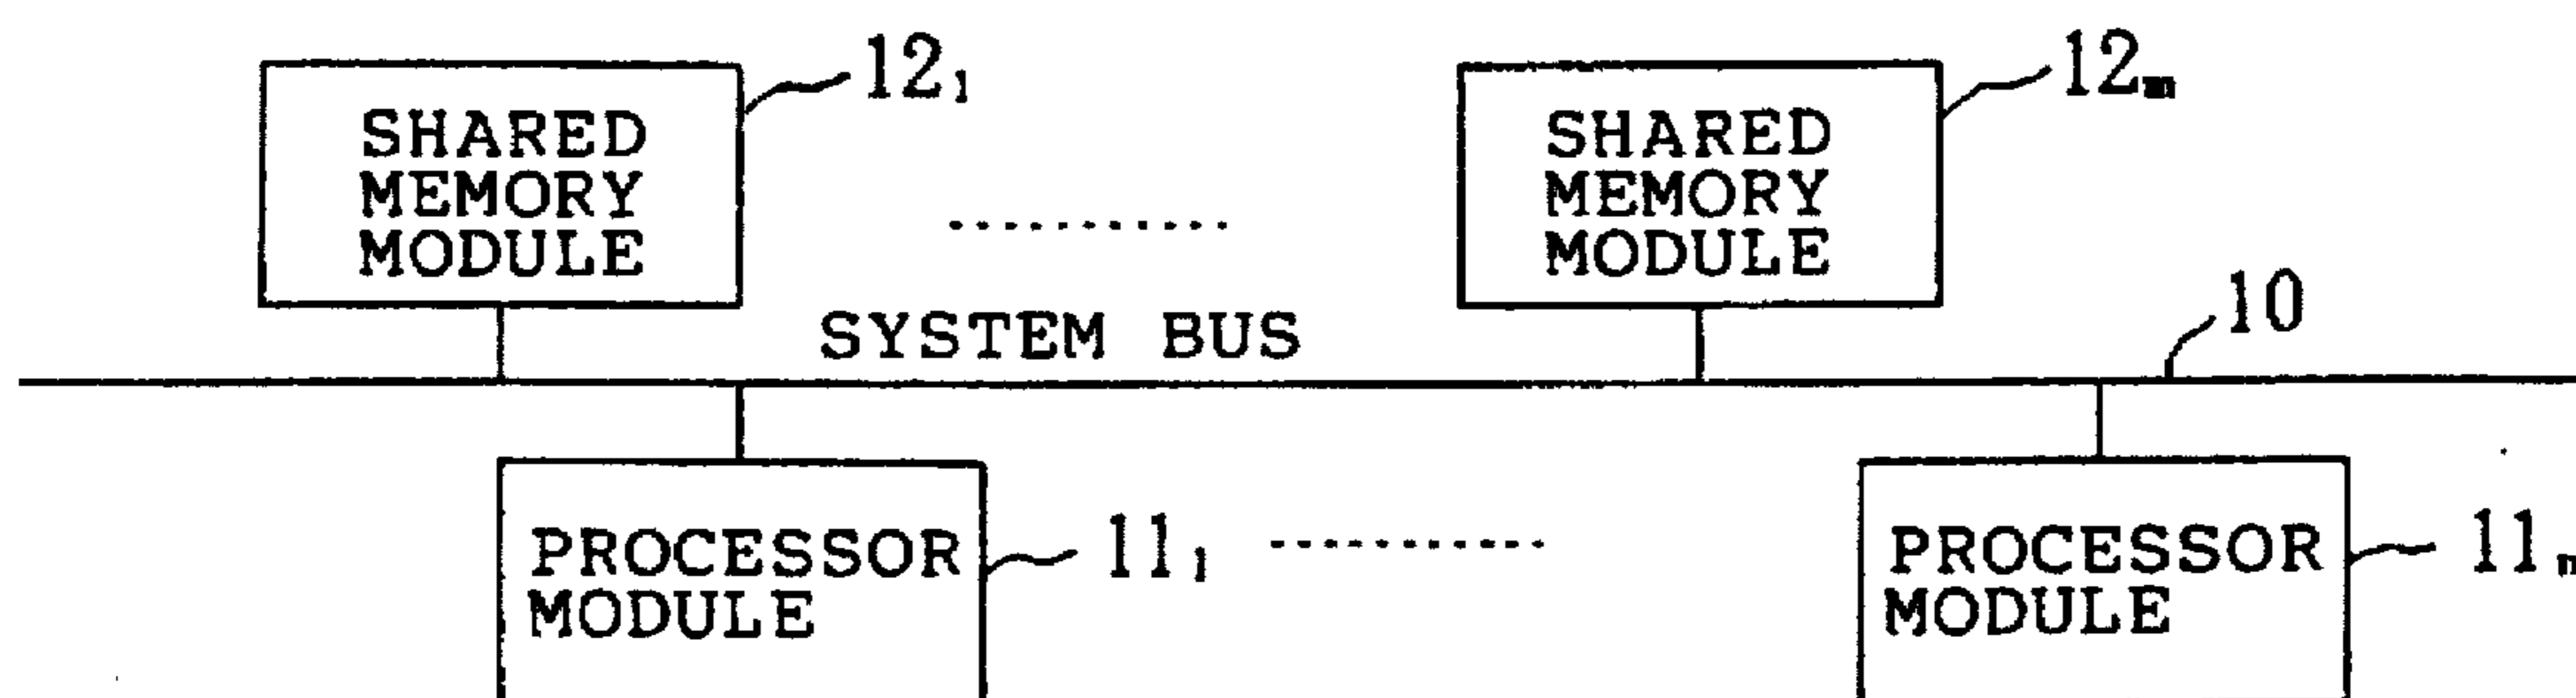 12₁
12ₘ
SHARED
MEMORY
MODULE
SHARED
MEMORY
MODULE
10
SYSTEM BUS
PROCESSOR
MODULE
11₁
PROCESSOR
MODULE
11ₙ